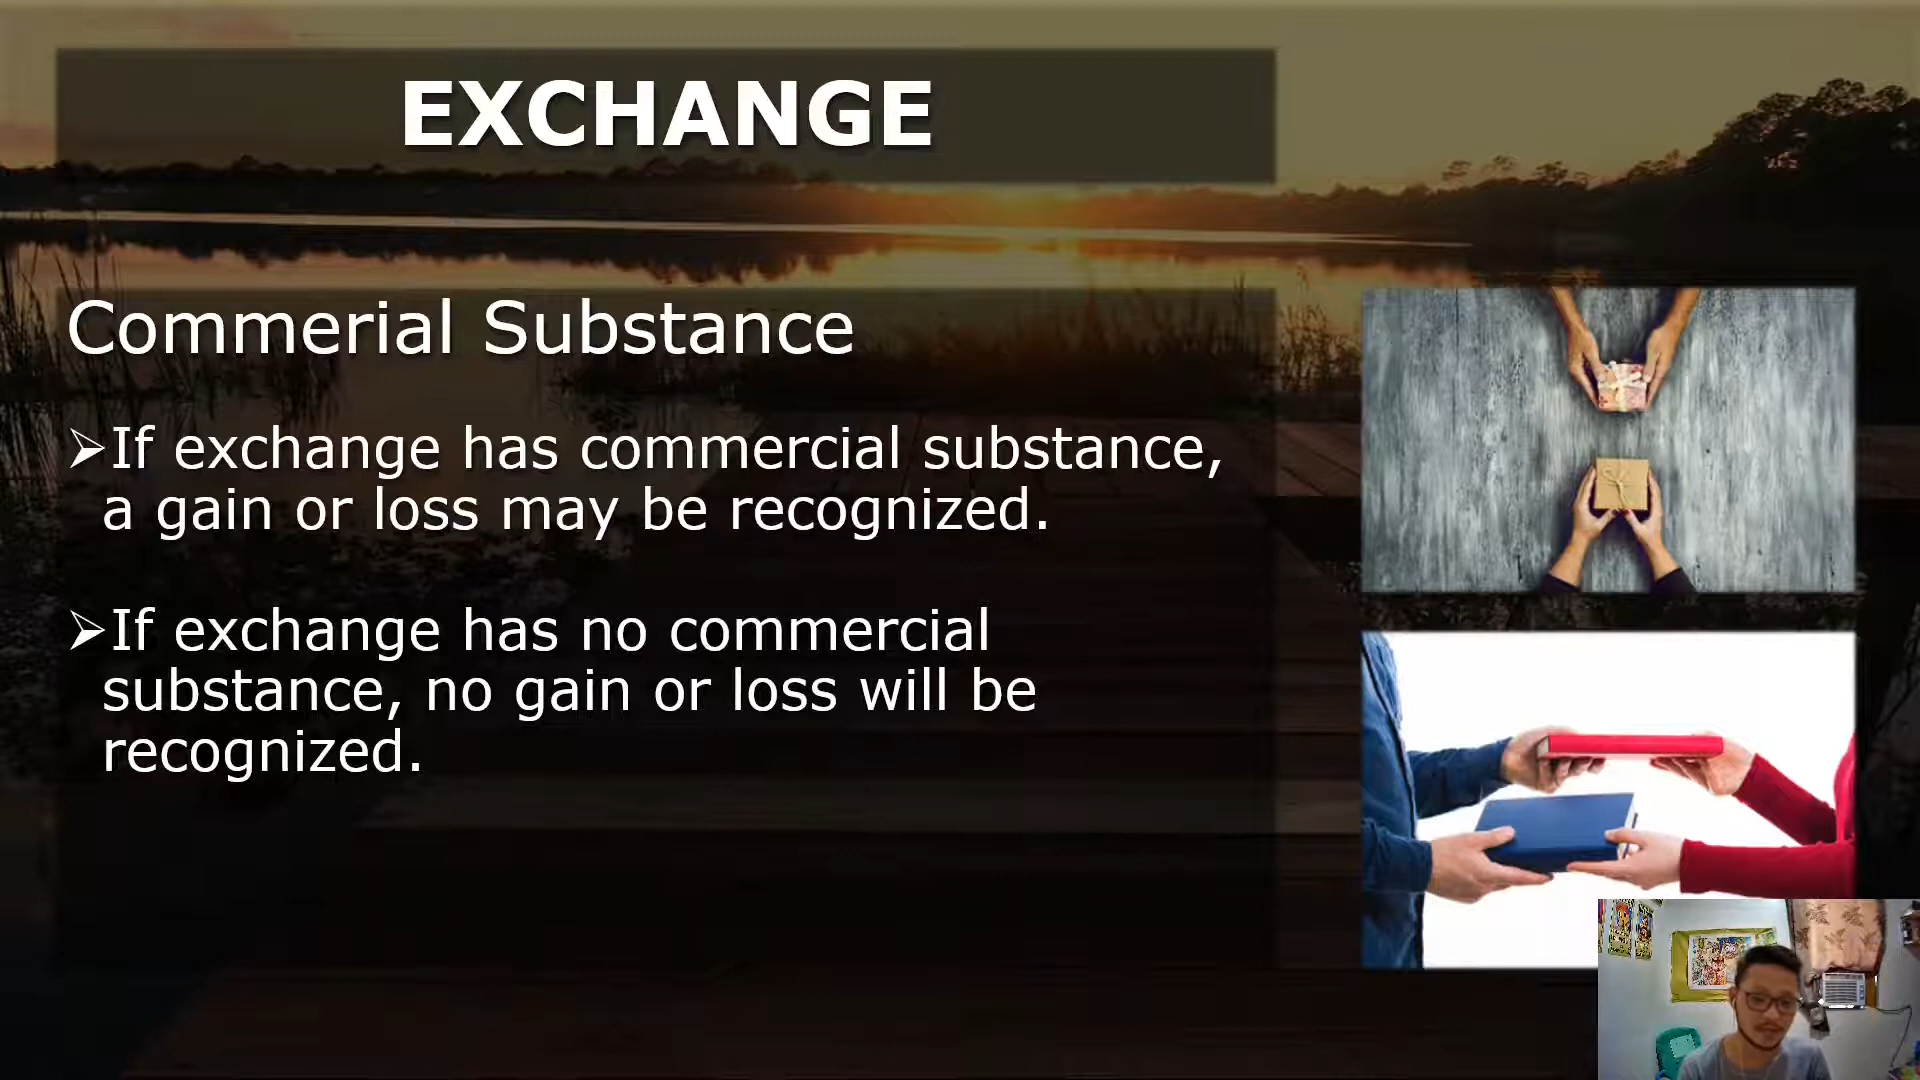 EXCHANGE
Commerial Substance
➢If exchange has commercial substance,
a gain or loss may be recognized.
➢If exchange has no commercial
substance, no gain or loss will be
recognized.